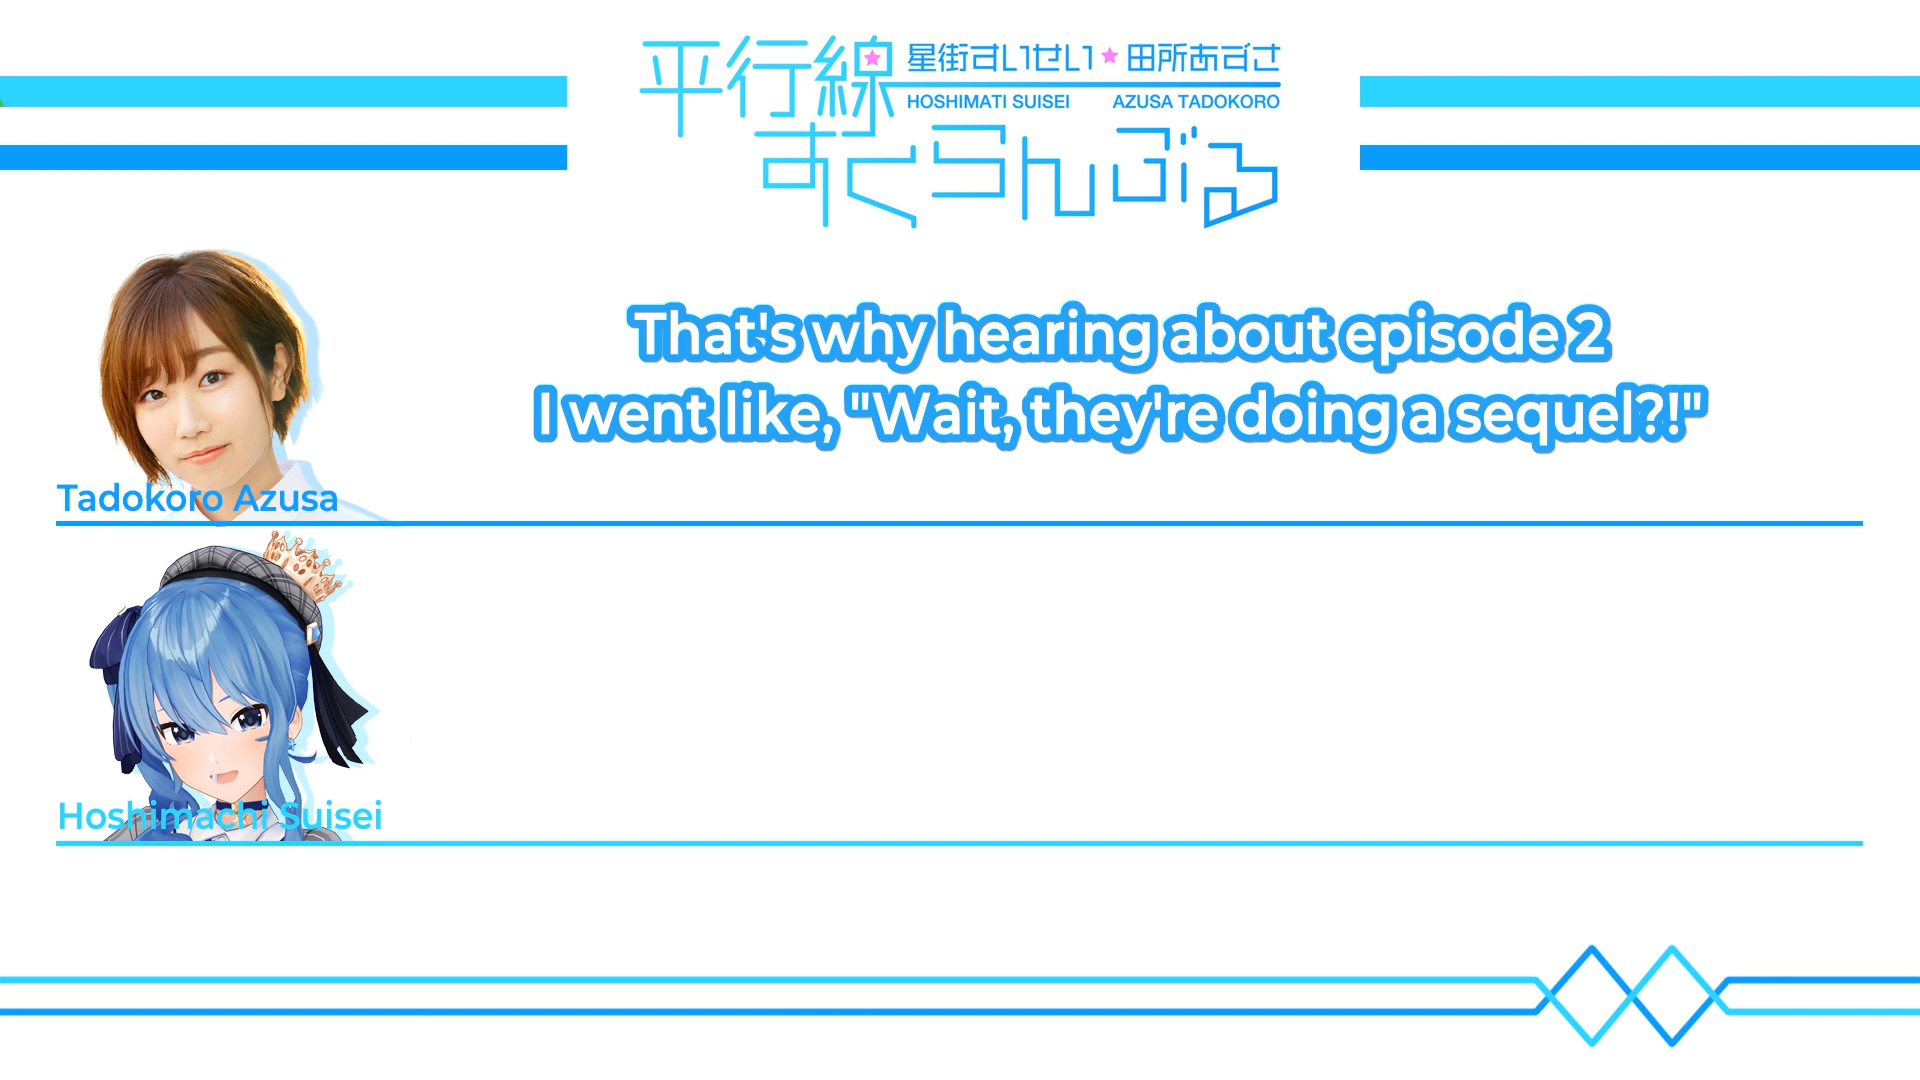 平行線
星街すいせい★田所あずさ
HOSHIMATI SUISEI AZUSA TADOKORO
すくらんぶる
That's why hearing about episode 2
I went like, "Wait, they're doing a sequel?!"
Tadokoro Azusa
Hoshimachi Suisei